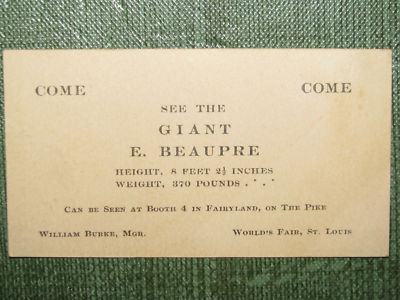 COME COME
SEE THE
GIANT
E. BEAUPRE
HEIGHT, 8 FEET 2½ INCHES
WEIGHT, 370 POUNDS . · .
CAN BE SEEN AT BOOTH 4 IN FAIRYLAND, ON THE PIKE
WILLIAM BURKE, MGR. WORLD'S FAIR, ST. LOUIS